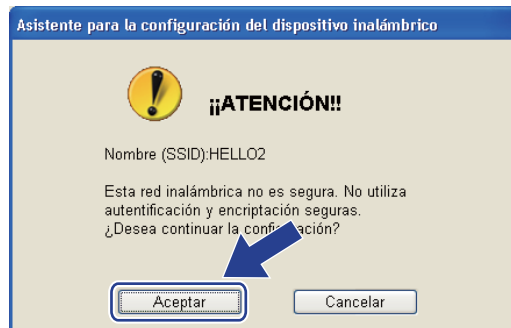 Asistente para la configuración del dispositivo inalámbrico
¡¡ATENCIÓN!!
Nombre (SSID):HELLO2
Esta red inalámbrica no es segura. No utiliza
autentificación y encriptación seguras.
¿Desea continuar la configuración?
Aceptar
Cancelar